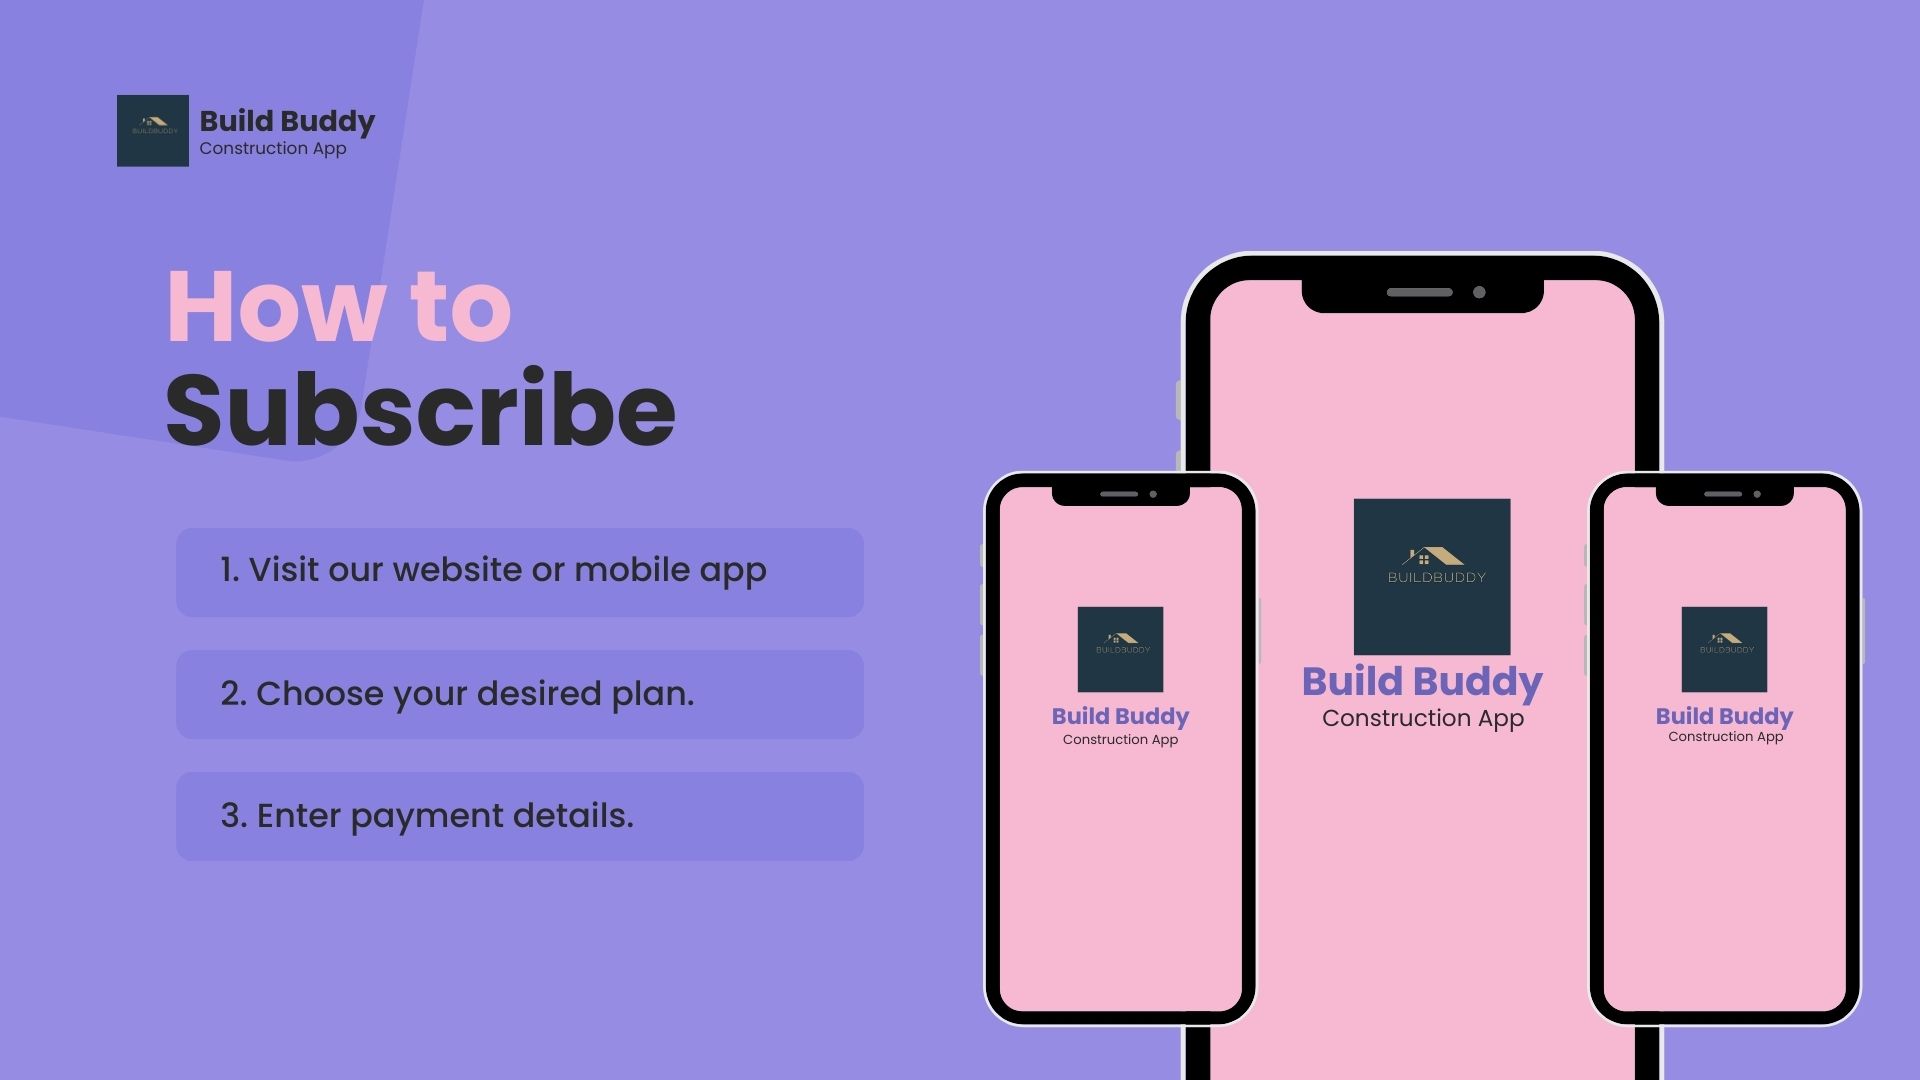 BUILDBUDDY
Build Buddy
Construction App
How to
Subscribe
1. Visit our website or mobile app
2. Choose your desired plan.
3. Enter payment details.
BUILDBUDDY
Build Buddy
Construction App
BUILDBUDDY
Build Buddy
Construction App
BUILDBUDDY
Build Buddy
Construction App